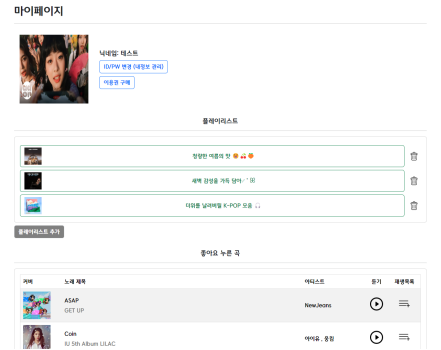 마이페이지
닉네임: 테스트
ID/PW 변경 (내정보 관리)
이용권 구매
플레이리스트
청량한 여름의 맛
새벽 감성을 가득 담아
더위를 날려버릴 K-POP 모음
플레이리스트 추가
좋아요 누른 곡
커버 노래 제목 아티스트 듣기 재생목록
ASAP
GET UP
NewJeans
Coin
IU 5th Album LILAC
아이유 , 웅킴